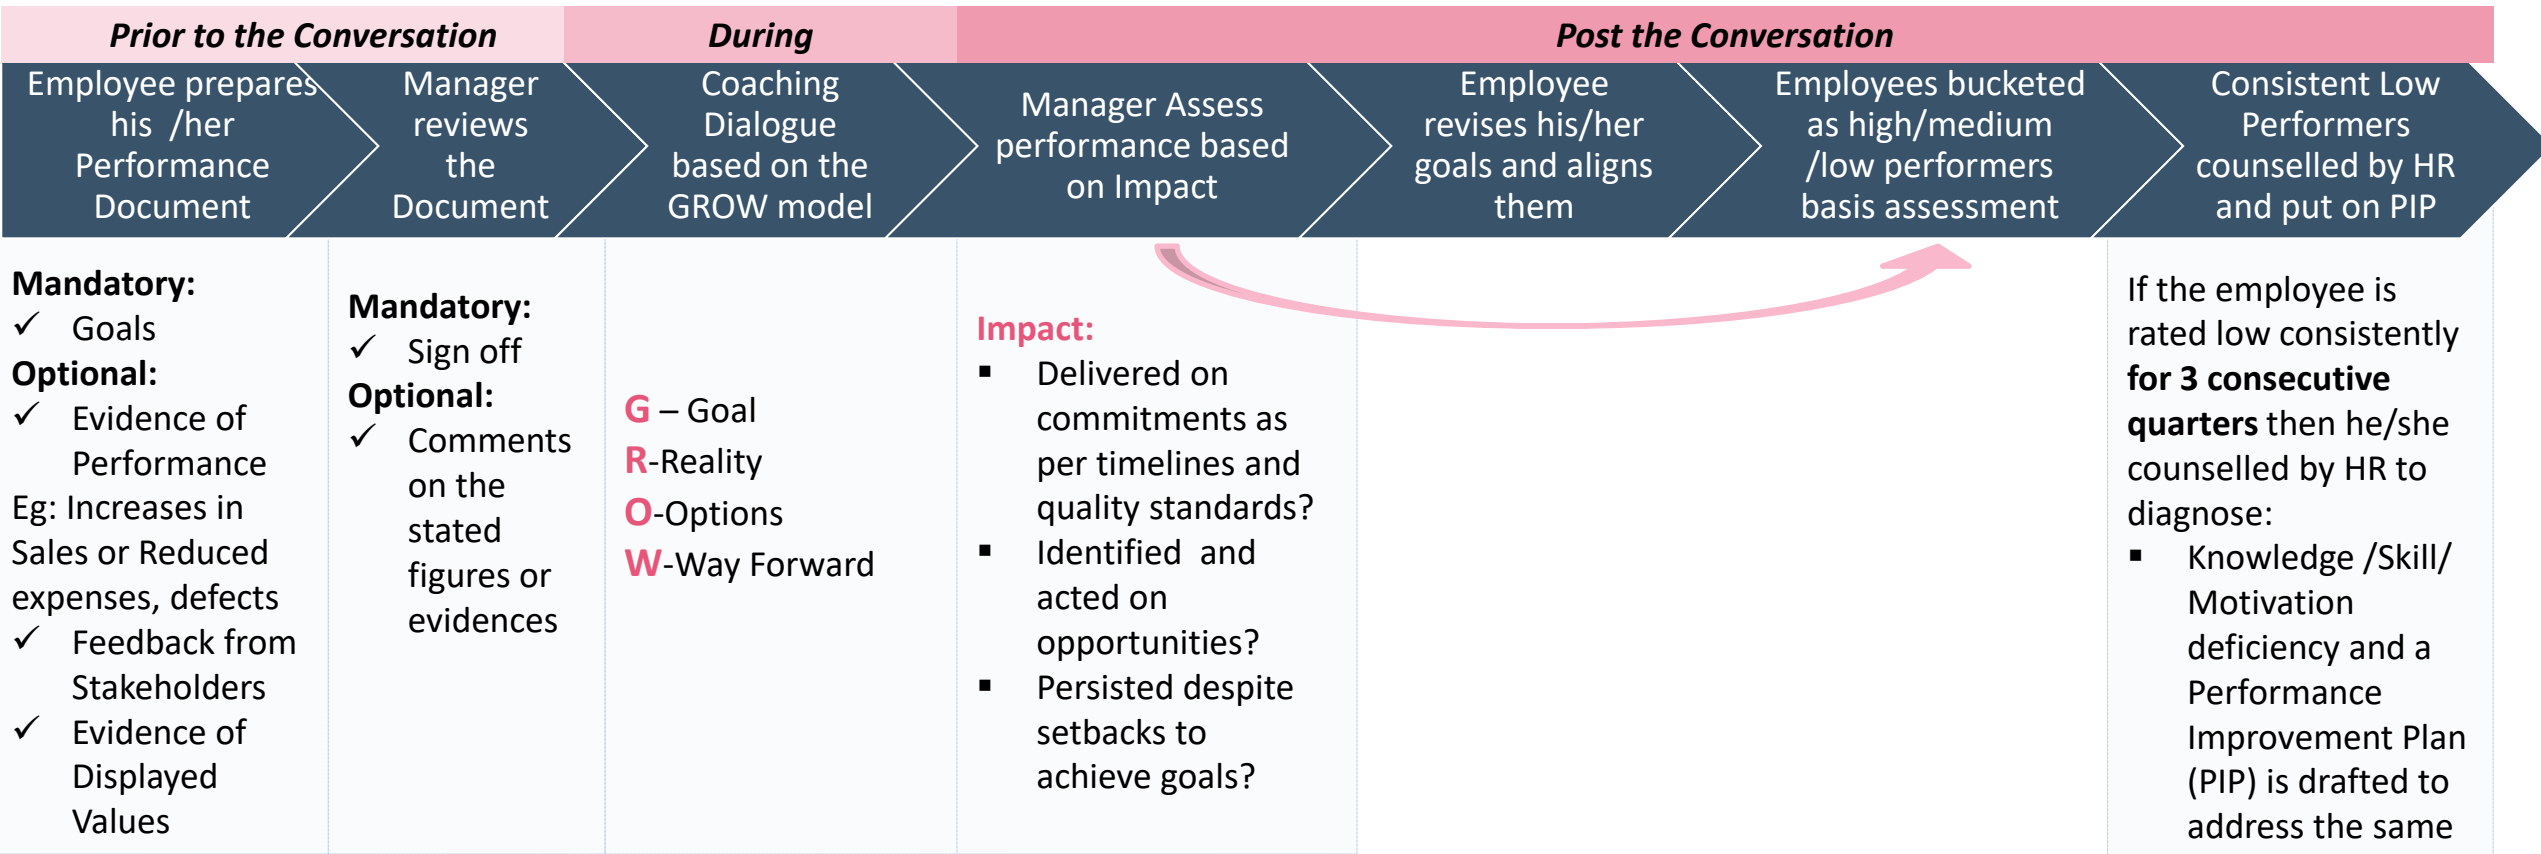 Prior to the Conversation
During
Post the Conversation
Employee prepares
his  /her
Performance
Document
Manager
reviews
the
Document
Coaching
Dialogue
based on the
GROW model
Manager Assess
performance based
on Impact
Employee
revises his/her
goals and aligns
them
Employees bucketed
as high/medium
/low performers
basis assessment
Consistent Low
Performers
counselled by HR
and put on PIP
Mandatory:
✓ Goals
Optional:
✓ Evidence of
Performance
Eg: Increases in
Sales or Reduced
expenses, defects
✓ Feedback from
Stakeholders
✓ Evidence of
Displayed
Values
Mandatory:
✓ Sign off
Optional:
✓ Comments
on the
stated
figures or
evidences
G – Goal
R-Reality
O-Options
W-Way Forward
Impact:
▪ Delivered on
commitments as
per timelines and
quality standards?
▪ Identified  and
acted on
opportunities?
▪ Persisted despite
setbacks to
achieve goals?
If the employee is
rated low consistently
for 3 consecutive
quarters then he/she
counselled by HR to
diagnose:
▪ Knowledge /Skill/
Motivation
deficiency and a
Performance
Improvement Plan
(PIP) is drafted to
address the same